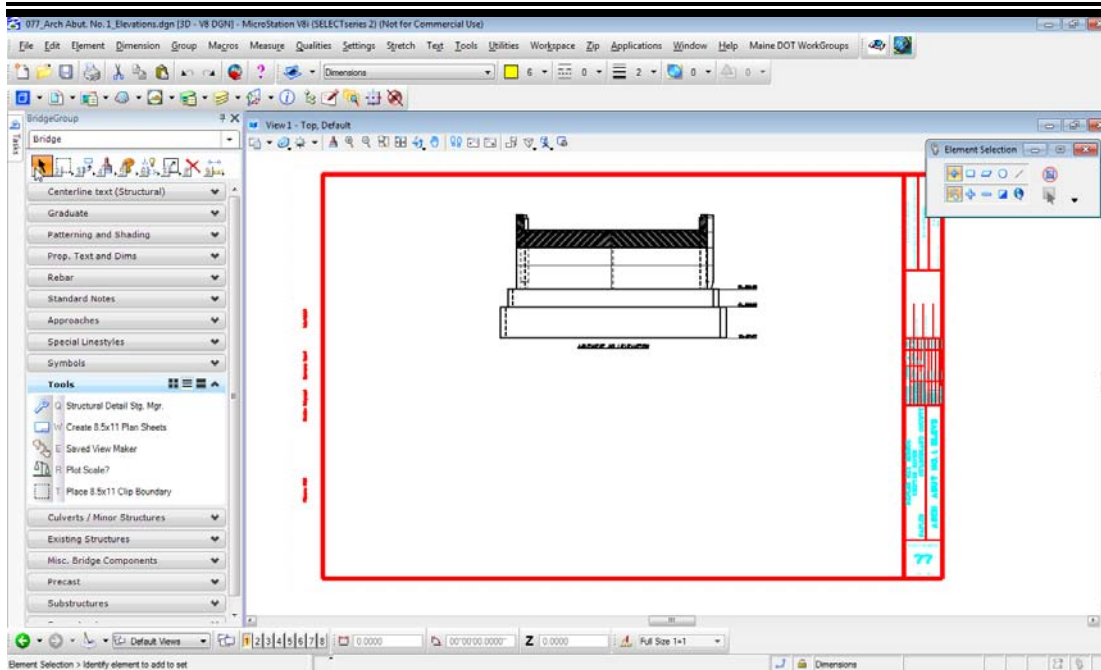 077_Arch Abut. No. 1_Elevations.dgn [3D - V8 DGN] - MicroStation V8i (SELECTseries 2) (Not for Commercial Use)
File Edit Element Dimension Group Macros Measure Qualities Settings Stretch Text Tools Utilities Workspace Zip Applications Window Help Maine DOT WorkGroups
Dimensions 6 0 2 0 0
BridgeGroup
Tasks
Bridge
View 1 - Top, Default
Element Selection
Centerline text (Structural)
Graduate
Patterning and Shading
Prop. Text and Dims
Rebar
Standard Notes
Approaches
Special Linestyles
Symbols
Tools
Q Structural Detail Stg. Mgr.
W Create 8.5x11 Plan Sheets
E Saved View Maker
R Plot Scale?
T Place 8.5x11 Clip Boundary
Culverts / Minor Structures
Existing Structures
Misc. Bridge Components
Precast
Substructures
77
Default Views 1 2 3 4 5 6 7 8 0.0000 00°00'00.0000" Z 0.0000 Full Size 1=1
Element Selection > Identify element to add to set
Dimensions